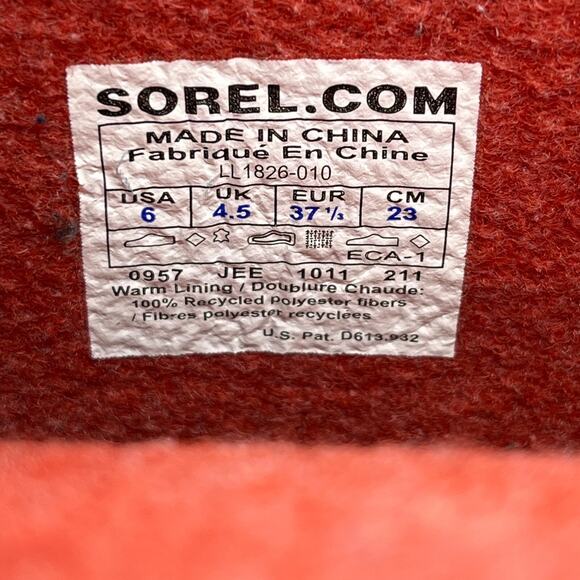 SOREL.COM
MADE IN CHINA
Fabriqué En Chine
LL1826-010
USA UK EUR CM
6 4.5 37 1/3 23
ECA-1
0957 JEE 1011 211
Warm Lining / Doublure Chaude:
100% Recycled Polyester fibers
/ Fibres polyester recyclées
U.S. Pat. D613,932